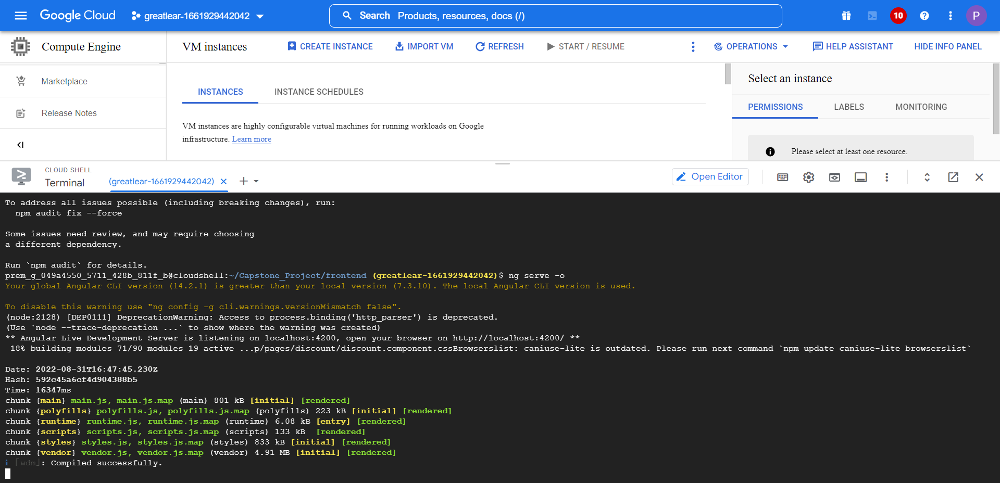 Google Cloud greatlear-1661929442042 Search Products, resources, docs (/) 10 P
Compute Engine VM instances CREATE INSTANCE IMPORT VM REFRESH START / RESUME OPERATIONS HELP ASSISTANT HIDE INFO PANEL
Marketplace
Release Notes
INSTANCES INSTANCE SCHEDULES
VM instances are highly configurable virtual machines for running workloads on Google
infrastructure. Learn more
Select an instance
PERMISSIONS LABELS MONITORING
Please select at least one resource.
CLOUD SHELL
Terminal (greatlear-1661929442042) Open Editor
To address all issues possible (including breaking changes), run:
  npm audit fix --force
Some issues need review, and may require choosing
a different dependency.
Run `npm audit` for details.
prem_g_049a4550_5711_428b_811f_b@cloudshell:~/Capstone_Project/frontend (greatlear-1661929442042)$ ng serve -o
Your global Angular CLI version (14.2.1) is greater than your local version (7.3.10). The local Angular CLI version is used.
To disable this warning use "ng config -g cli.warnings.versionMismatch false".
(node:2128) [DEP0111] DeprecationWarning: Access to process.binding('http_parser') is deprecated.
(Use `node --trace-deprecation ...` to show where the warning was created)
** Angular Live Development Server is listening on localhost:4200, open your browser on http://localhost:4200/ **
 18% building modules 71/90 modules 19 active ...p/pages/discount/discount.component.cssBrowserslist: caniuse-lite is outdated. Please run next command `npm update caniuse-lite browserslist`
Date: 2022-08-31T16:47:45.230Z
Hash: 592c45a6cf4d904388b5
Time: 16347ms
chunk {main} main.js, main.js.map (main) 801 kB [initial] [rendered]
chunk {polyfills} polyfills.js, polyfills.js.map (polyfills) 223 kB [initial] [rendered]
chunk {runtime} runtime.js, runtime.js.map (runtime) 6.08 kB [entry] [rendered]
chunk {scripts} scripts.js, scripts.js.map (scripts) 133 kB  [rendered]
chunk {styles} styles.js, styles.js.map (styles) 833 kB [initial] [rendered]
chunk {vendor} vendor.js, vendor.js.map (vendor) 4.91 MB [initial] [rendered]
i ｢wdm｣: Compiled successfully.